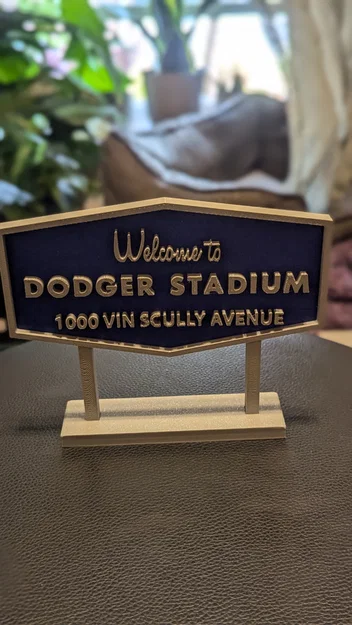 Welcome to
DODGER STADIUM
1000 VIN SCULLY AVENUE